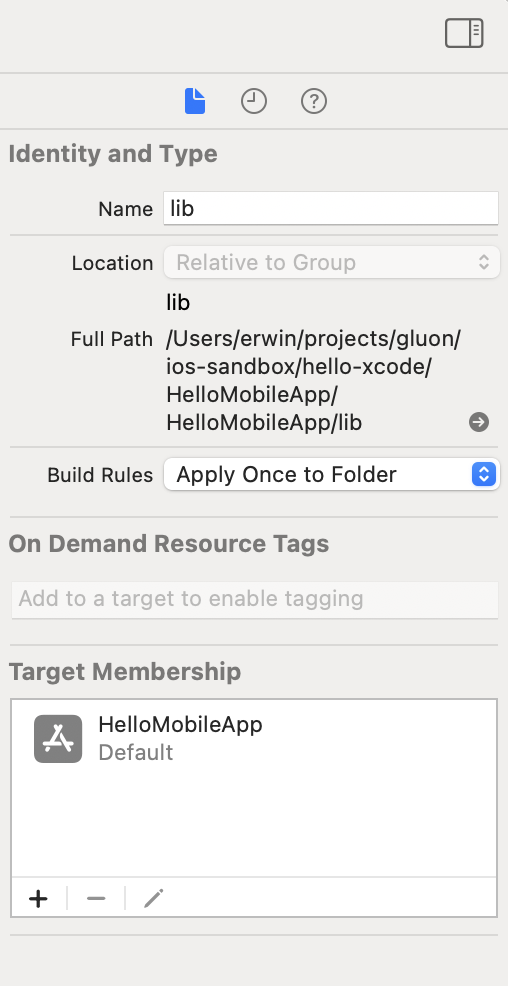 Identity and Type
Name lib
Location Relative to Group
lib
Full Path /Users/erwin/projects/gluon/
ios-sandbox/hello-xcode/
HelloMobileApp/
HelloMobileApp/lib
Build Rules Apply Once to Folder
On Demand Resource Tags
Add to a target to enable tagging
Target Membership
HelloMobileApp
Default